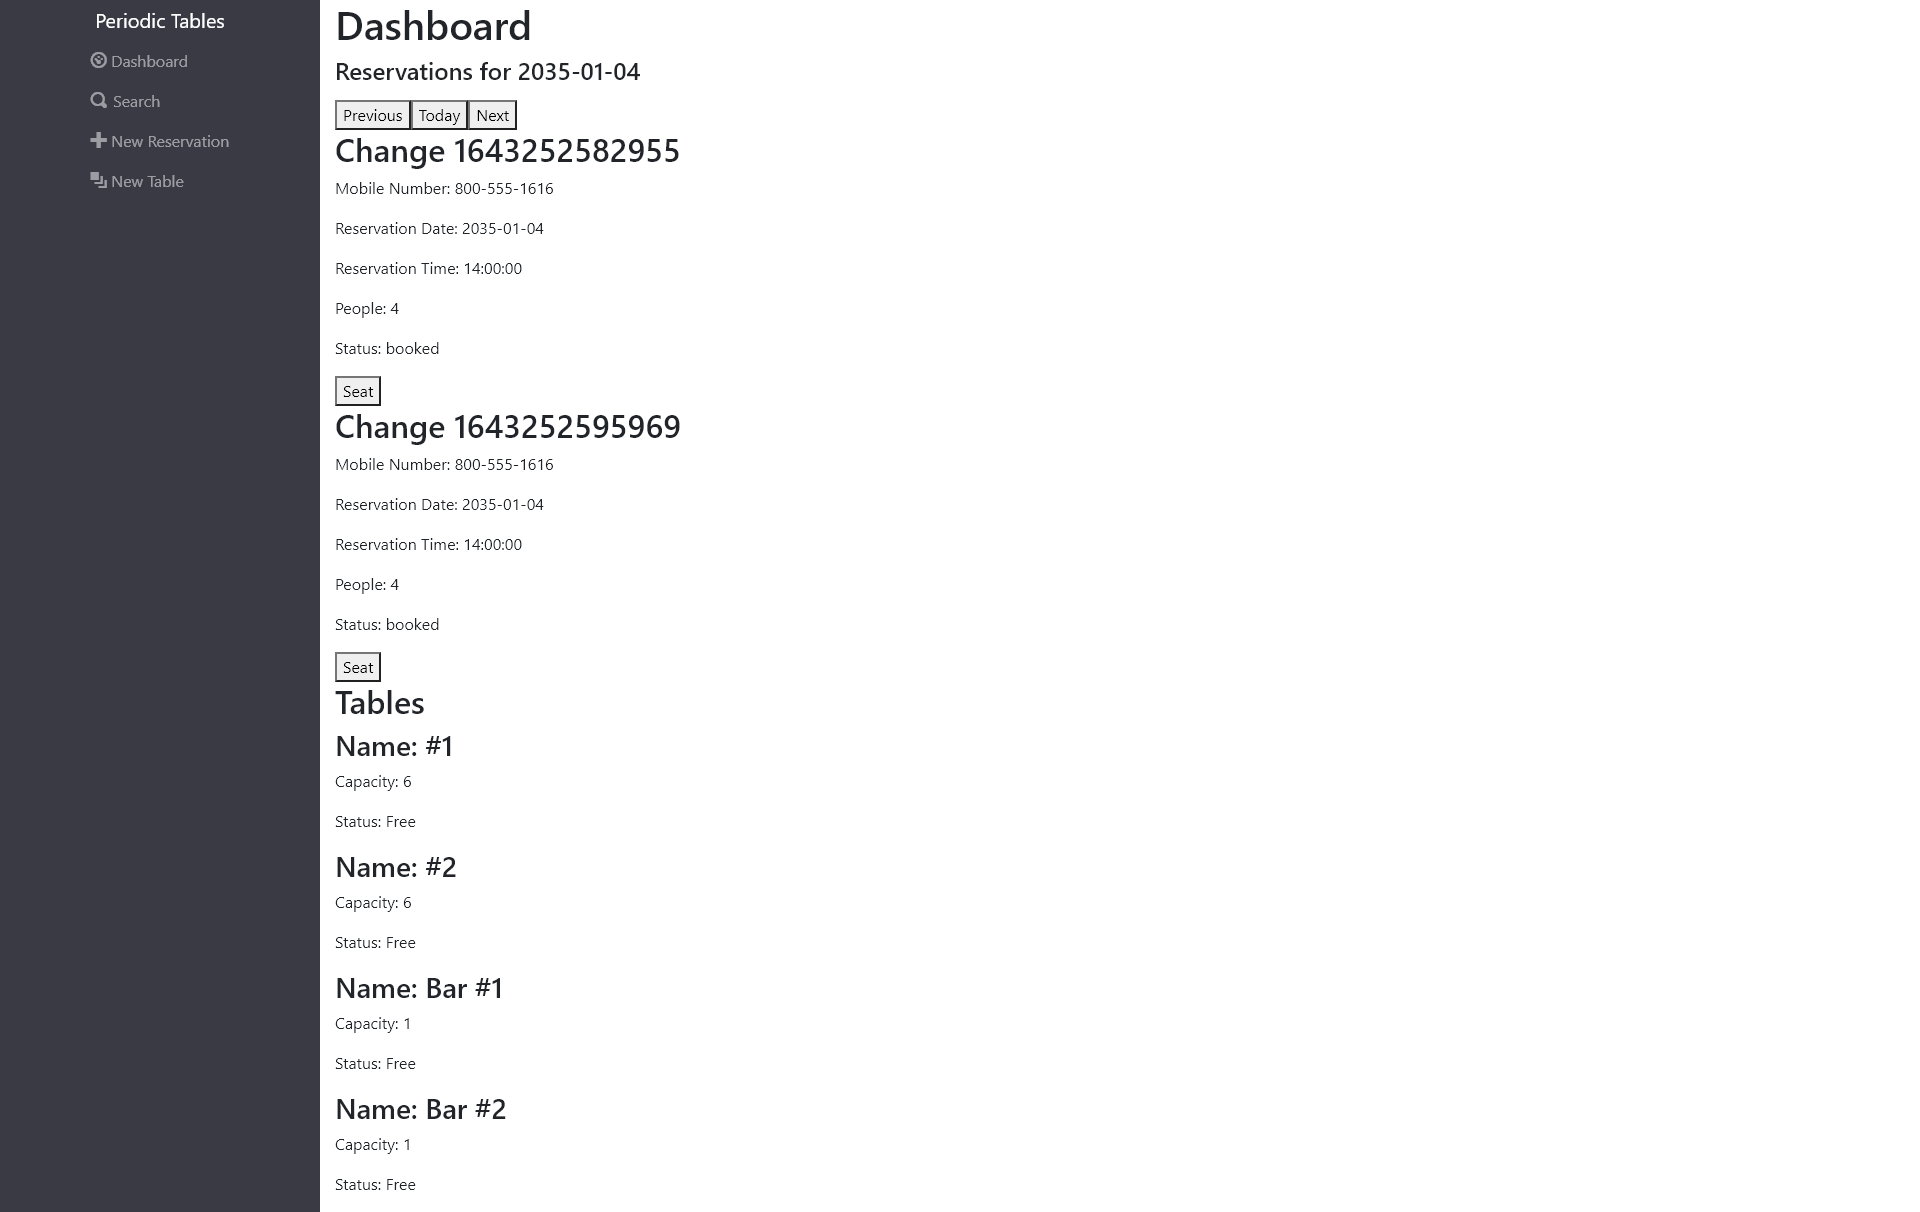 Periodic Tables
Dashboard
Search
New Reservation
New Table
Dashboard
Reservations for 2035-01-04
Previous Today Next
Change 1643252582955
Mobile Number: 800-555-1616
Reservation Date: 2035-01-04
Reservation Time: 14:00:00
People: 4
Status: booked
Seat
Change 1643252595969
Mobile Number: 800-555-1616
Reservation Date: 2035-01-04
Reservation Time: 14:00:00
People: 4
Status: booked
Seat
Tables
Name: #1
Capacity: 6
Status: Free
Name: #2
Capacity: 6
Status: Free
Name: Bar #1
Capacity: 1
Status: Free
Name: Bar #2
Capacity: 1
Status: Free